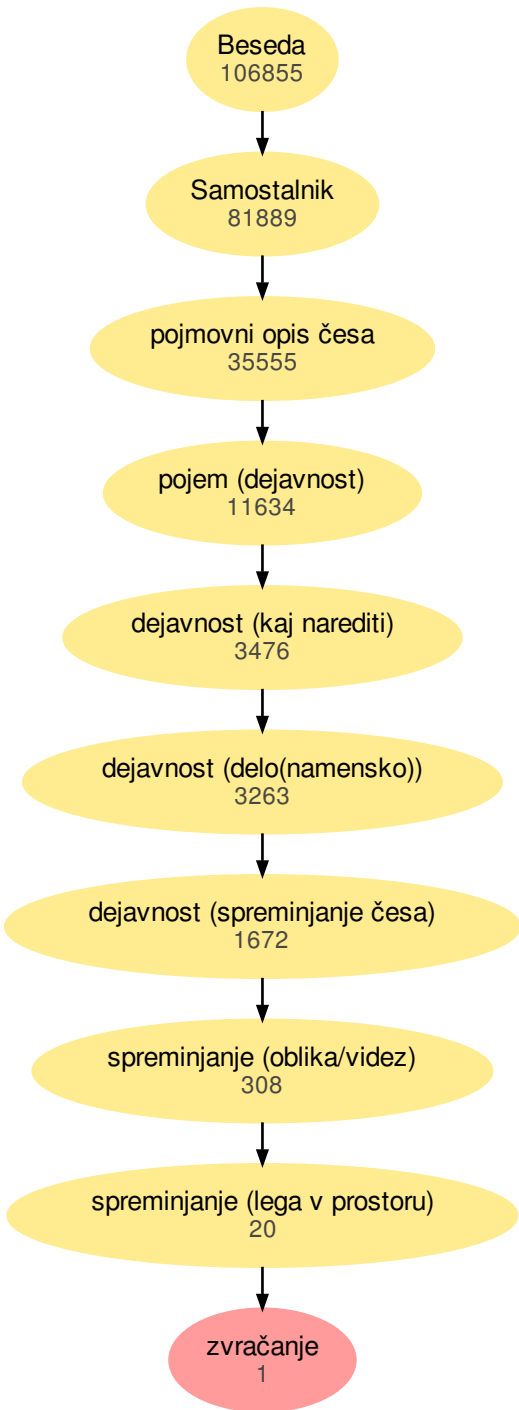 Beseda
106855
Samostalnik
81889
pojmovni opis česa
35555
pojem (dejavnost)
11634
dejavnost (kaj narediti)
3476
dejavnost (delo(namensko))
3263
dejavnost (spreminjanje česa)
1672
spreminjanje (oblika/videz)
308
spreminjanje (lega v prostoru)
20
zvračanje
1